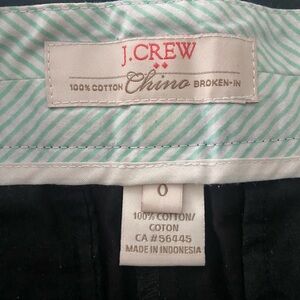 J.CREW
100% COTTON Chino BROKEN-IN
0
100% COTTON/
COTON
CA #56445
MADE IN INDONESIA